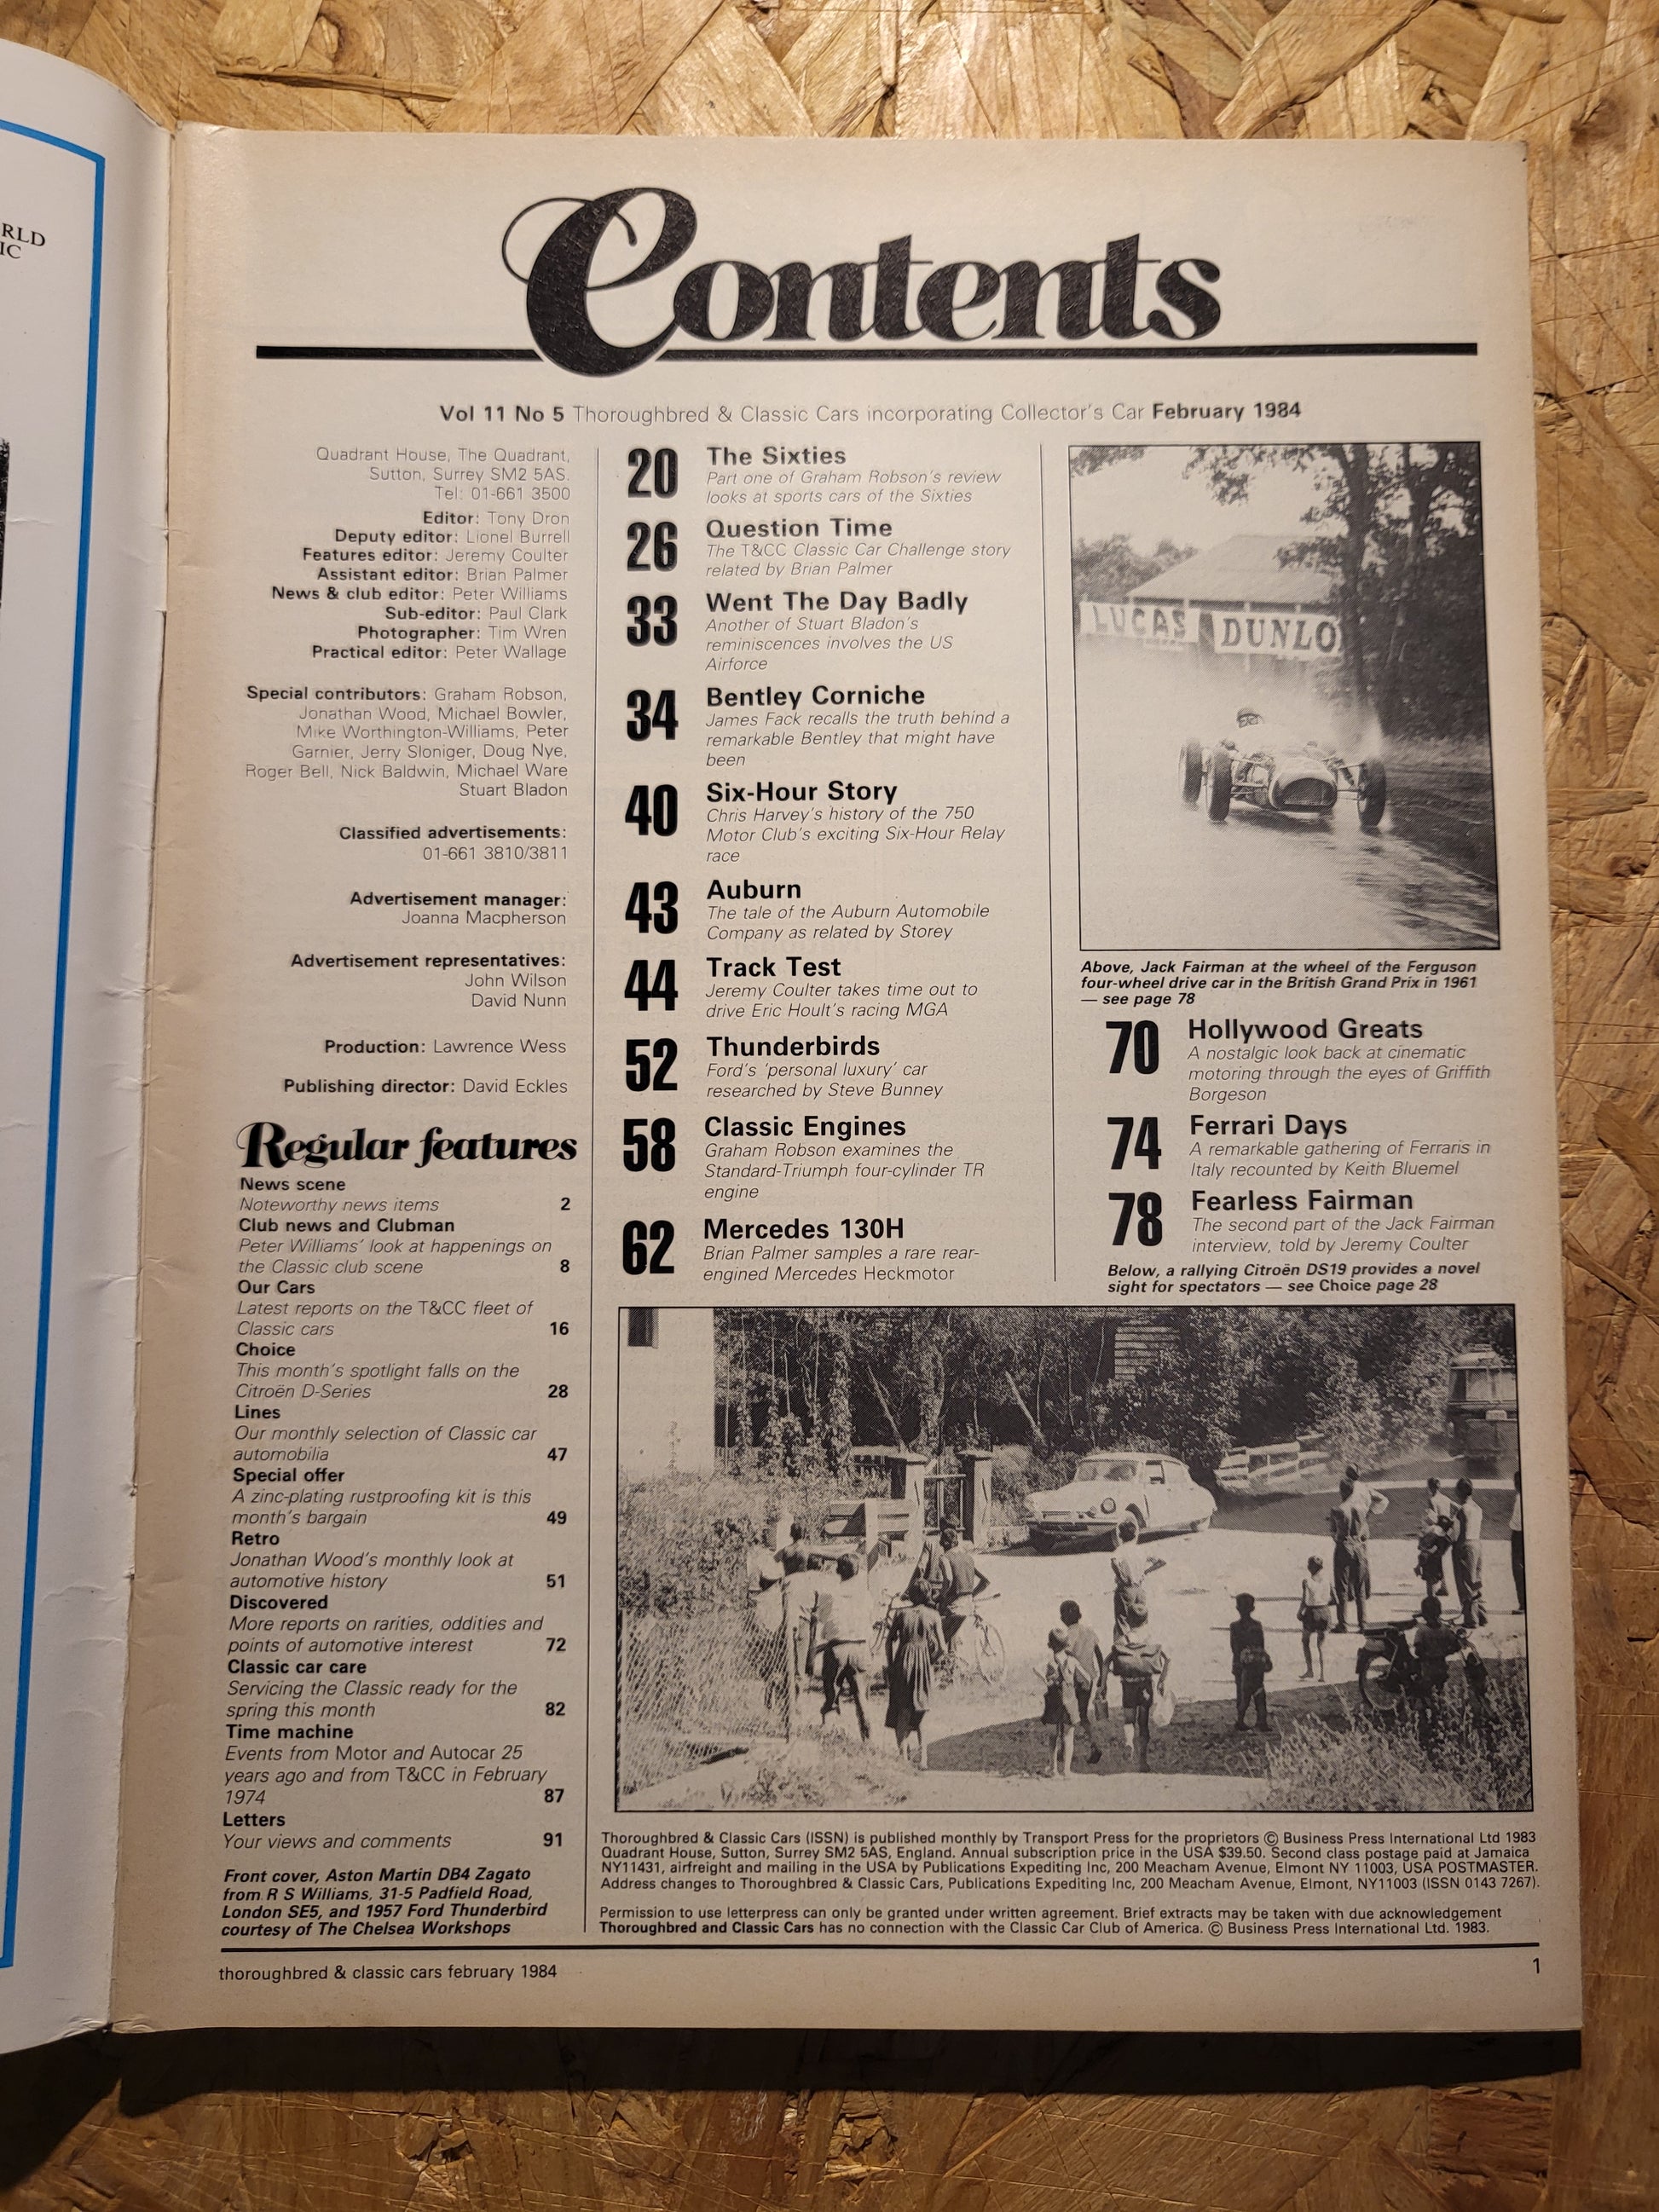 RLD
IC
Contents
Vol 11 No 5 Thoroughbred & Classic Cars incorporating Collector's Car February 1984
Quadrant House, The Quadrant,
Sutton, Surrey SM2 5AS.
Tel: 01-661 3500
Editor: Tony Dron
Deputy editor: Lionel Burrell
Features editor: Jeremy Coulter
Assistant editor: Brian Palmer
News & club editor: Peter Williams
Sub-editor: Paul Clark
Photographer: Tim Wren
Practical editor: Peter Wallage
Special contributors: Graham Robson,
Jonathan Wood, Michael Bowler,
Mike Worthington-Williams, Peter
Garnier, Jerry Sloniger, Doug Nye,
Roger Bell, Nick Baldwin, Michael Ware
Stuart Bladon
Classified advertisements:
01-661 3810/3811
Advertisement manager:
Joanna Macpherson
Advertisement representatives:
John Wilson
David Nunn
Production: Lawrence Wess
Publishing director: David Eckles
Regular features
News scene
Noteworthy news items 2
Club news and Clubman
Peter Williams' look at happenings on
the Classic club scene 8
Our Cars
Latest reports on the T&CC fleet of
Classic cars 16
Choice
This month's spotlight falls on the
Citroën D-Series 28
Lines
Our monthly selection of Classic car
automobilia 47
Special offer
A zinc-plating rustproofing kit is this
month's bargain 49
Retro
Jonathan Wood's monthly look at
automotive history 51
Discovered
More reports on rarities, oddities and
points of automotive interest 72
Classic car care
Servicing the Classic ready for the
spring this month 82
Time machine
Events from Motor and Autocar 25
years ago and from T&CC in February
1974 87
Letters
Your views and comments 91
Front cover, Aston Martin DB4 Zagato
from R S Williams, 31-5 Padfield Road,
London SE5, and 1957 Ford Thunderbird
courtesy of The Chelsea Workshops
20 The Sixties
Part one of Graham Robson's review
looks at sports cars of the Sixties
26 Question Time
The T&CC Classic Car Challenge story
related by Brian Palmer
33 Went The Day Badly
Another of Stuart Bladon's
reminiscences involves the US
Airforce
34 Bentley Corniche
James Fack recalls the truth behind a
remarkable Bentley that might have
been
40 Six-Hour Story
Chris Harvey's history of the 750
Motor Club's exciting Six-Hour Relay
race
43 Auburn
The tale of the Auburn Automobile
Company as related by Storey
44 Track Test
Jeremy Coulter takes time out to
drive Eric Hoult's racing MGA
52 Thunderbirds
Ford's 'personal luxury' car
researched by Steve Bunney
58 Classic Engines
Graham Robson examines the
Standard-Triumph four-cylinder TR
engine
62 Mercedes 130H
Brian Palmer samples a rare rear-
engined Mercedes Heckmotor
LUCAS DUNLO
Above, Jack Fairman at the wheel of the Ferguson
four-wheel drive car in the British Grand Prix in 1961
— see page 78
70 Hollywood Greats
A nostalgic look back at cinematic
motoring through the eyes of Griffith
Borgeson
74 Ferrari Days
A remarkable gathering of Ferraris in
Italy recounted by Keith Bluemel
78 Fearless Fairman
The second part of the Jack Fairman
interview, told by Jeremy Coulter
Below, a rallying Citroën DS19 provides a novel
sight for spectators — see Choice page 28
Thoroughbred & Classic Cars (ISSN) is published monthly by Transport Press for the proprietors © Business Press International Ltd 1983
Quadrant House, Sutton, Surrey SM2 5AS, England. Annual subscription price in the USA $39.50. Second class postage paid at Jamaica
NY11431, airfreight and mailing in the USA by Publications Expediting Inc, 200 Meacham Avenue, Elmont NY 11003, USA POSTMASTER.
Address changes to Thoroughbred & Classic Cars, Publications Expediting Inc, 200 Meacham Avenue, Elmont, NY11003 (ISSN 0143 7267).
Permission to use letterpress can only be granted under written agreement. Brief extracts may be taken with due acknowledgement
Thoroughbred and Classic Cars has no connection with the Classic Car Club of America. © Business Press International Ltd. 1983.
thoroughbred & classic cars february 1984
1